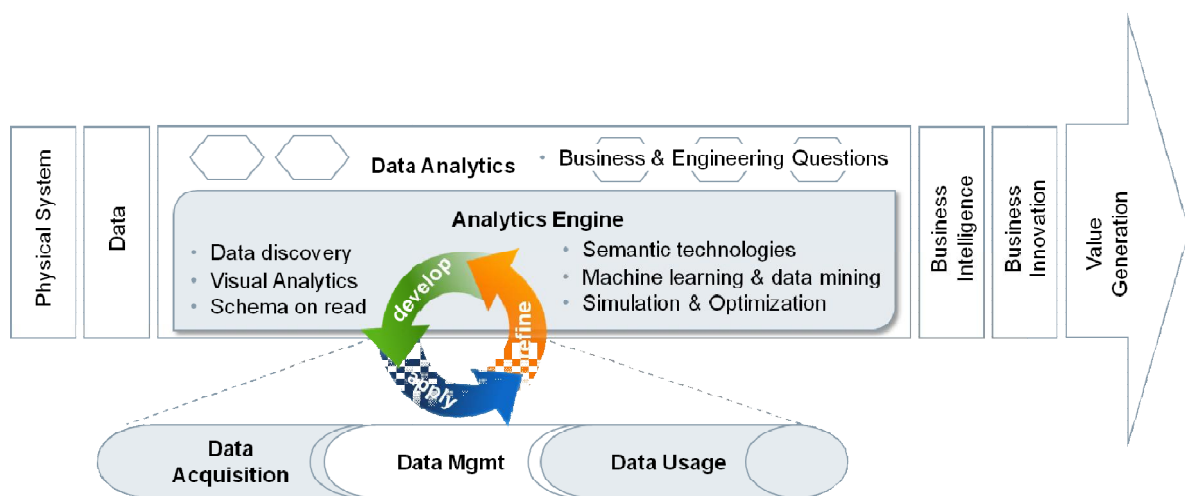 Physical System
Data
Data Analytics
• Business & Engineering Questions
Analytics Engine
• Data discovery
• Visual Analytics
• Schema on read
• Semantic technologies
• Machine learning & data mining
• Simulation & Optimization
develop
refine
apply
Business
Intelligence
Business
Innovation
Value
Generation
Data
Acquisition
Data Mgmt
Data Usage